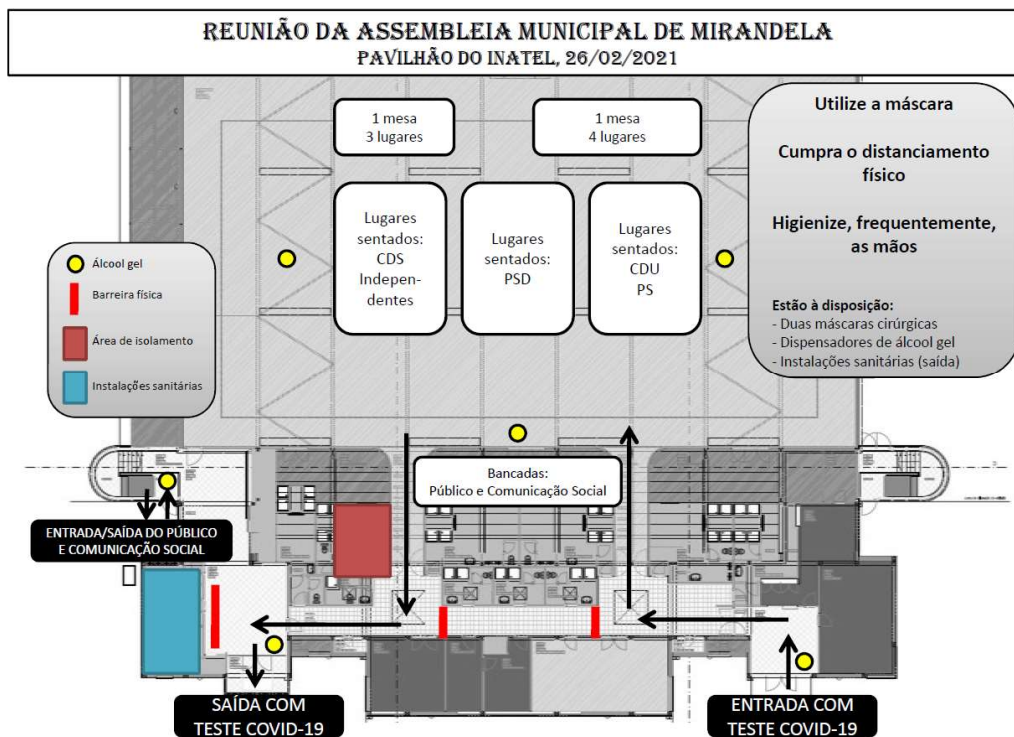 REUNIÃO DA ASSEMBLEIA MUNICIPAL DE MIRANDELA
PAVILHÃO DO INATEL, 26/02/2021
1 mesa
3 lugares
1 mesa
4 lugares
Utilize a máscara
Cumpra o distanciamento
físico
Higienize, frequentemente,
as mãos
Estão à disposição:
- Duas máscaras cirúrgicas
- Dispensadores de álcool gel
- Instalações sanitárias (saída)
Lugares
sentados:
CDS
Indepen-
dentes
Lugares
sentados:
PSD
Lugares
sentados:
CDU
PS
Álcool gel
Barreira física
Área de isolamento
Instalações sanitárias
Bancadas:
Público e Comunicação Social
ENTRADA/SAÍDA DO PÚBLICO
E COMUNICAÇÃO SOCIAL
SAÍDA COM
TESTE COVID-19
ENTRADA COM
TESTE COVID-19